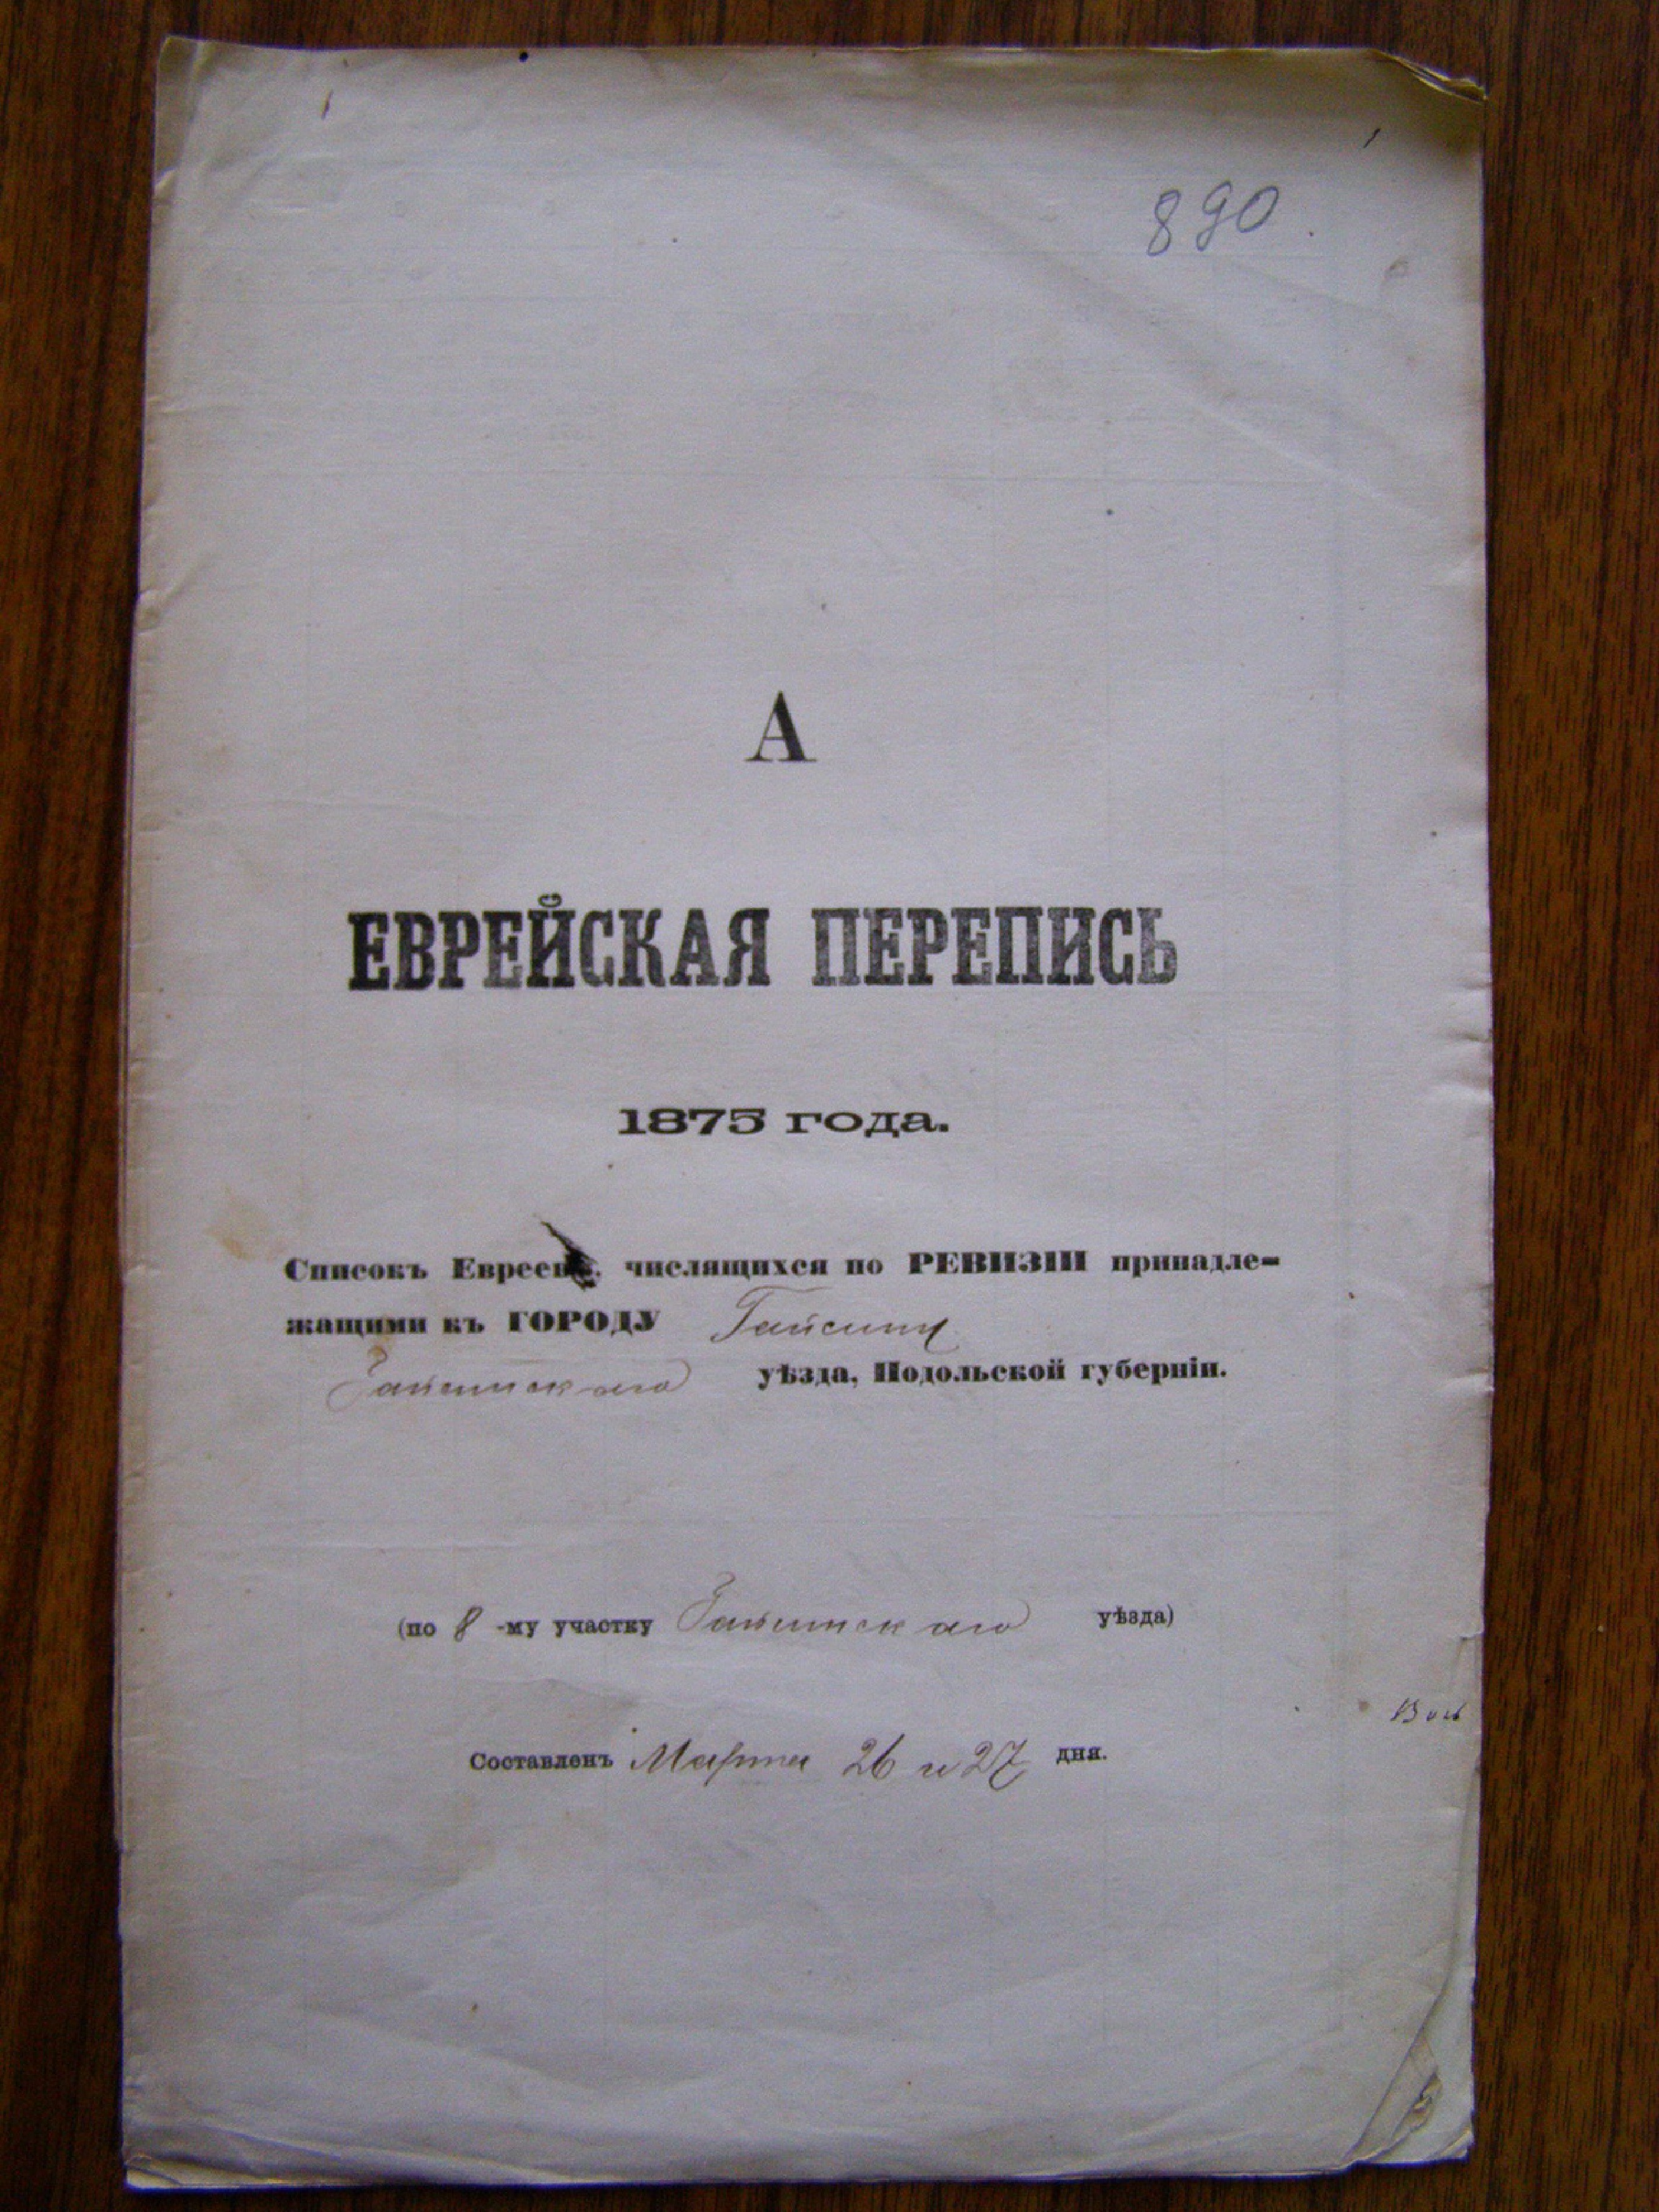 890
А
ЕВРЕЙСКАЯ ПЕРЕПИСЬ
1875 года.
Списокъ Евреевъ, числящихся по РЕВИЗІИ принадле-
жащими къ ГОРОДУ Гайсину
Гайсинскаго уѣзда, Подольской губерніи.
(по 8 -му участку Гайсинскаго уѣзда)
Составленъ Марта 26 и 27 дня.